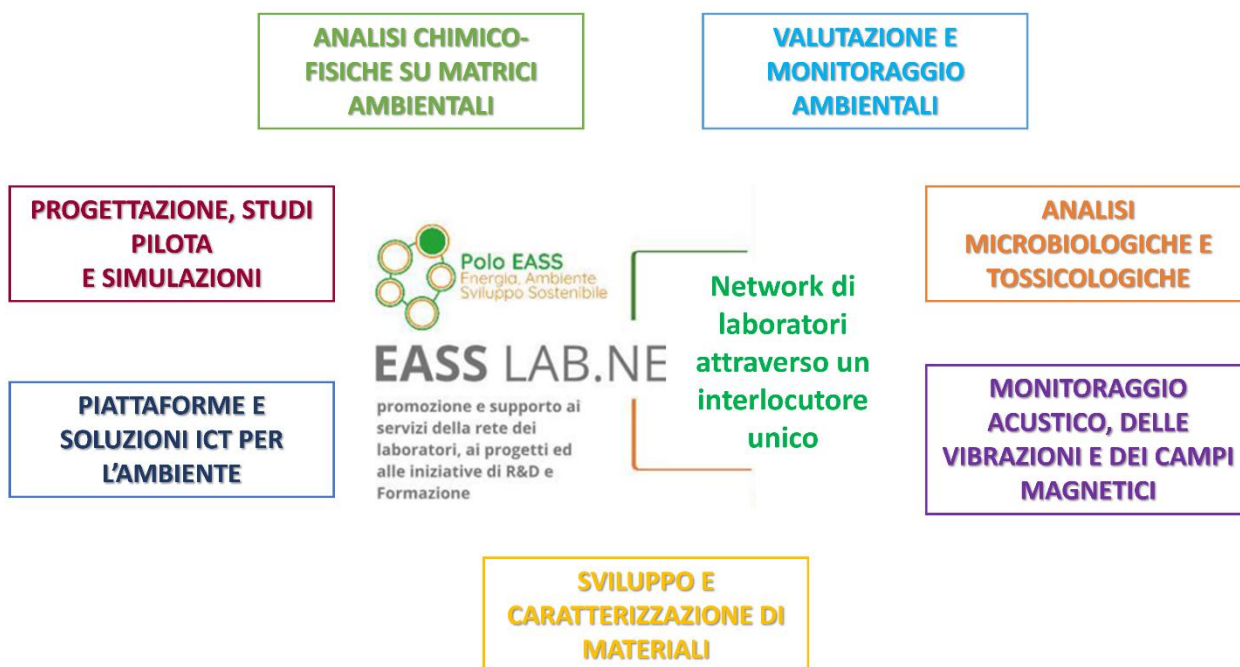 ANALISI CHIMICO-
FISICHE SU MATRICI
AMBIENTALI
VALUTAZIONE E
MONITORAGGIO
AMBIENTALI
PROGETTAZIONE, STUDI
PILOTA
E SIMULAZIONI
Polo EASS
Energia, Ambiente
Sviluppo Sostenibile
EASS LAB.NE
promozione e supporto ai
servizi della rete dei
laboratori, ai progetti ed
alle iniziative di R&D e
Formazione
Network di
laboratori
attraverso un
interlocutore
unico
ANALISI
MICROBIOLOGICHE E
TOSSICOLOGICHE
PIATTAFORME E
SOLUZIONI ICT PER
L’AMBIENTE
MONITORAGGIO
ACUSTICO, DELLE
VIBRAZIONI E DEI CAMPI
MAGNETICI
SVILUPPO E
CARATTERIZZAZIONE DI
MATERIALI